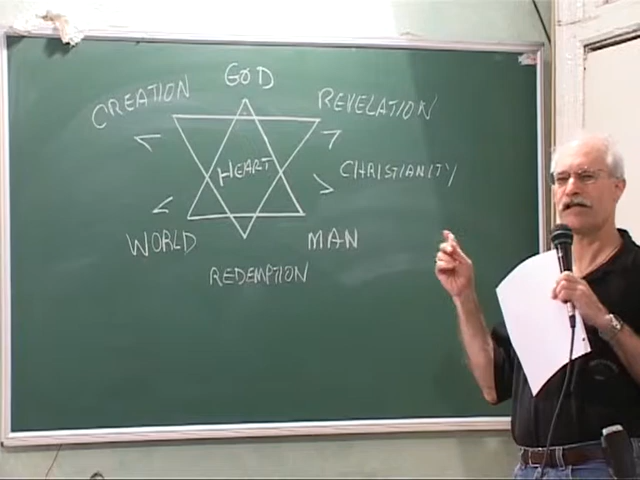 GOD
CREATION
REVELATION
HEART
CHRISTIANITY
WORLD
MAN
REDEMPTION